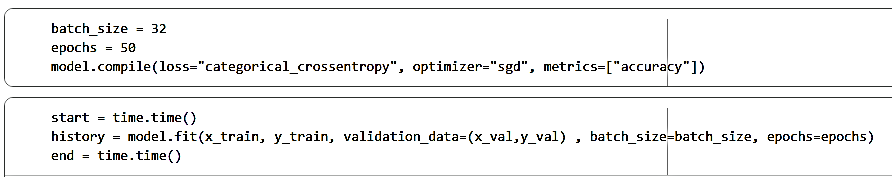 batch_size = 32
epochs = 50
model.compile(loss="categorical_crossentropy", optimizer="sgd", metrics=["accuracy"])
start = time.time()
history = model.fit(x_train, y_train, validation_data=(x_val,y_val) , batch_size=batch_size, epochs=epochs)
end = time.time()